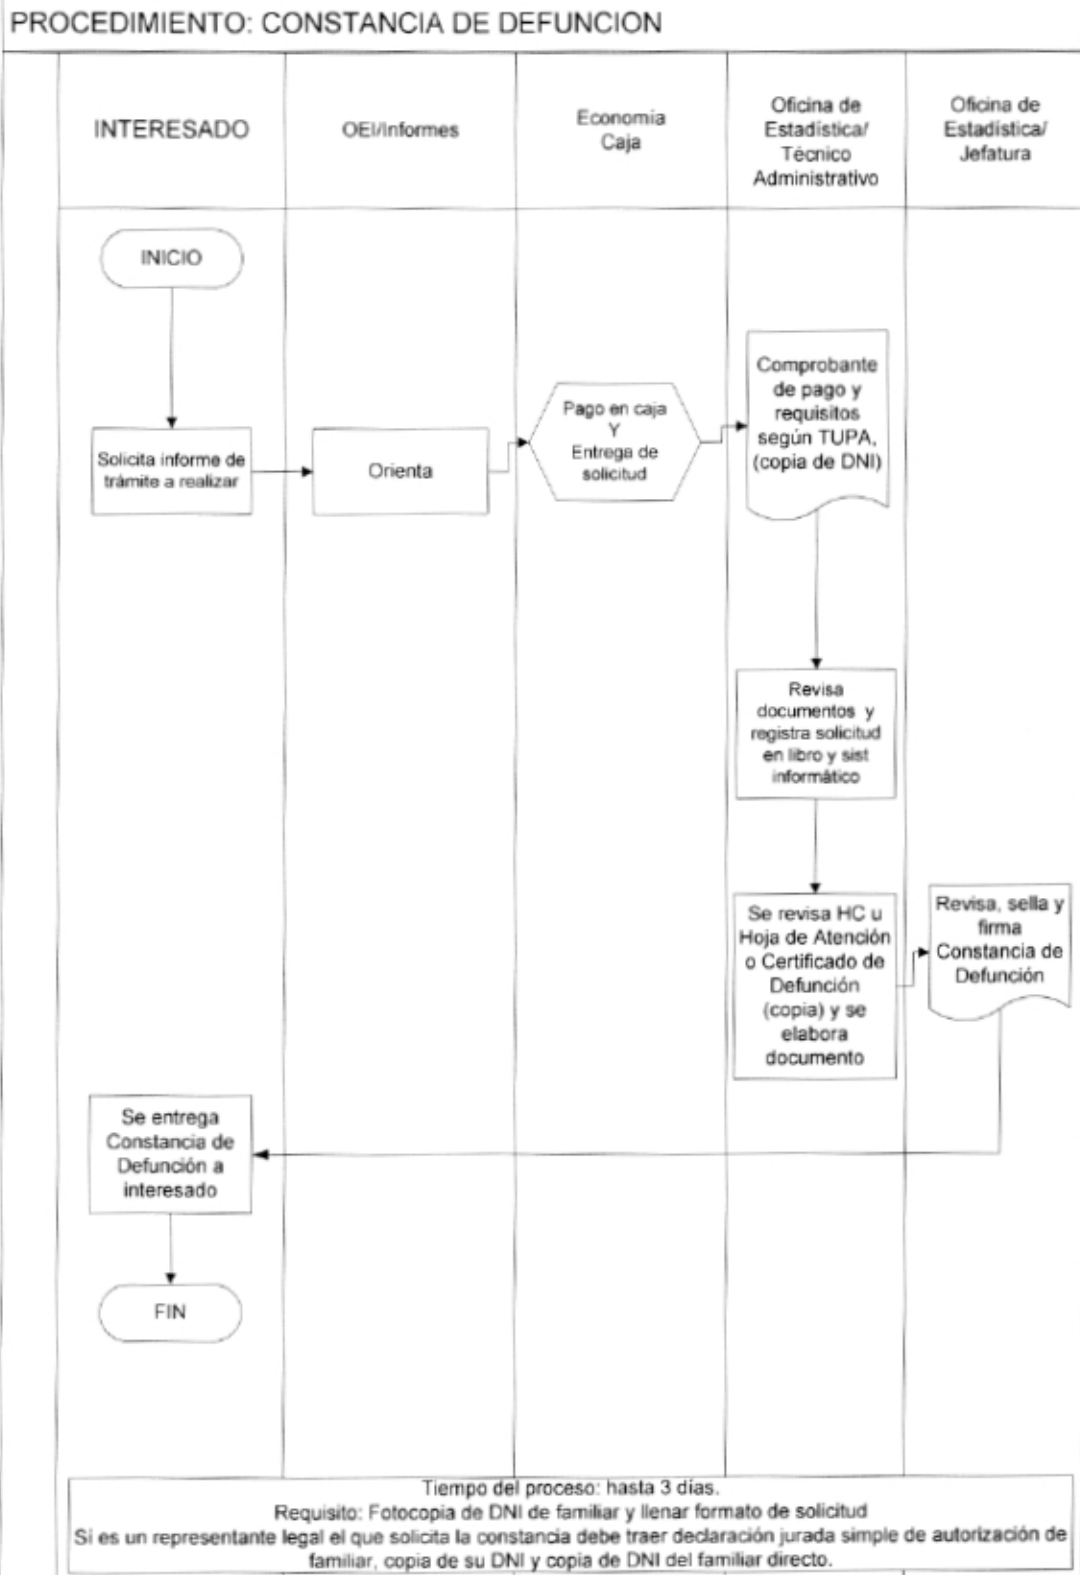 PROCEDIMIENTO: CONSTANCIA DE DEFUNCION
INTERESADO
OEI/Informes
Economia
Caja
Oficina de
Estadística/
Técnico
Administrativo
Oficina de
Estadística/
Jefatura
INICIO
Solicita informe de
trámite a realizar
Orienta
Pago en caja
Y
Entrega de
solicitud
Comprobante
de pago y
requisitos
según TUPA,
(copia de DNI)
Revisa
documentos y
registra solicitud
en libro y sist
informático
Se revisa HC u
Hoja de Atención
o Certificado de
Defunción
(copia) y se
elabora
documento
Revisa, sella y
firma
Constancia de
Defunción
Se entrega
Constancia de
Defunción a
interesado
FIN
Tiempo del proceso: hasta 3 días.
Requisito: Fotocopia de DNI de familiar y llenar formato de solicitud
Si es un representante legal el que solicita la constancia debe traer declaración jurada simple de autorización de
familiar, copia de su DNI y copia de DNI del familiar directo.